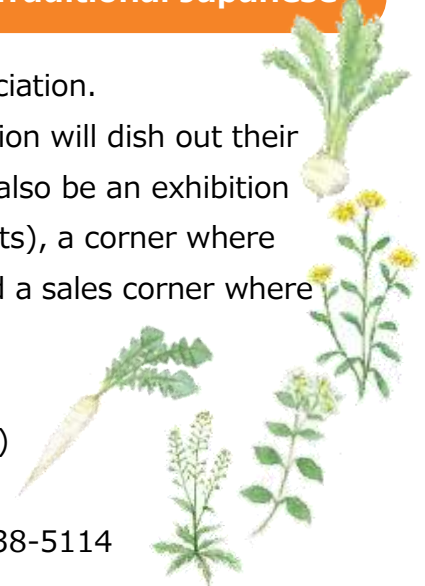 Traditional Japanese
ciation.
ion will dish out their
also be an exhibition
ts), a corner where
d a sales corner where
)
38-5114